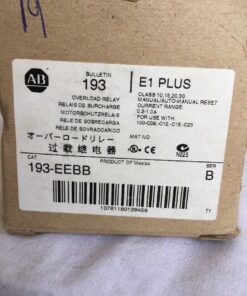 19
AB
BULLETIN
193
OVERLOAD RELAY
RELAIS DE SURCHARGE
MOTORSCHUTZRELAIS
RELE DE SOBRECARGA
RELE DE SOVRACCARICO
オーバーロードリレー
过载继电器
E1 PLUS
CLASS 10,15,20,30
MANUAL/AUTO-MANUAL RESET
CURRENT RANGE:
0.2-1.0A
FOR USE WITH
100-C09, -C12, -C16, -C23
MAT NO.
N223
CAT
PRODUCT OF Mexico
SER
193-EEBB
B